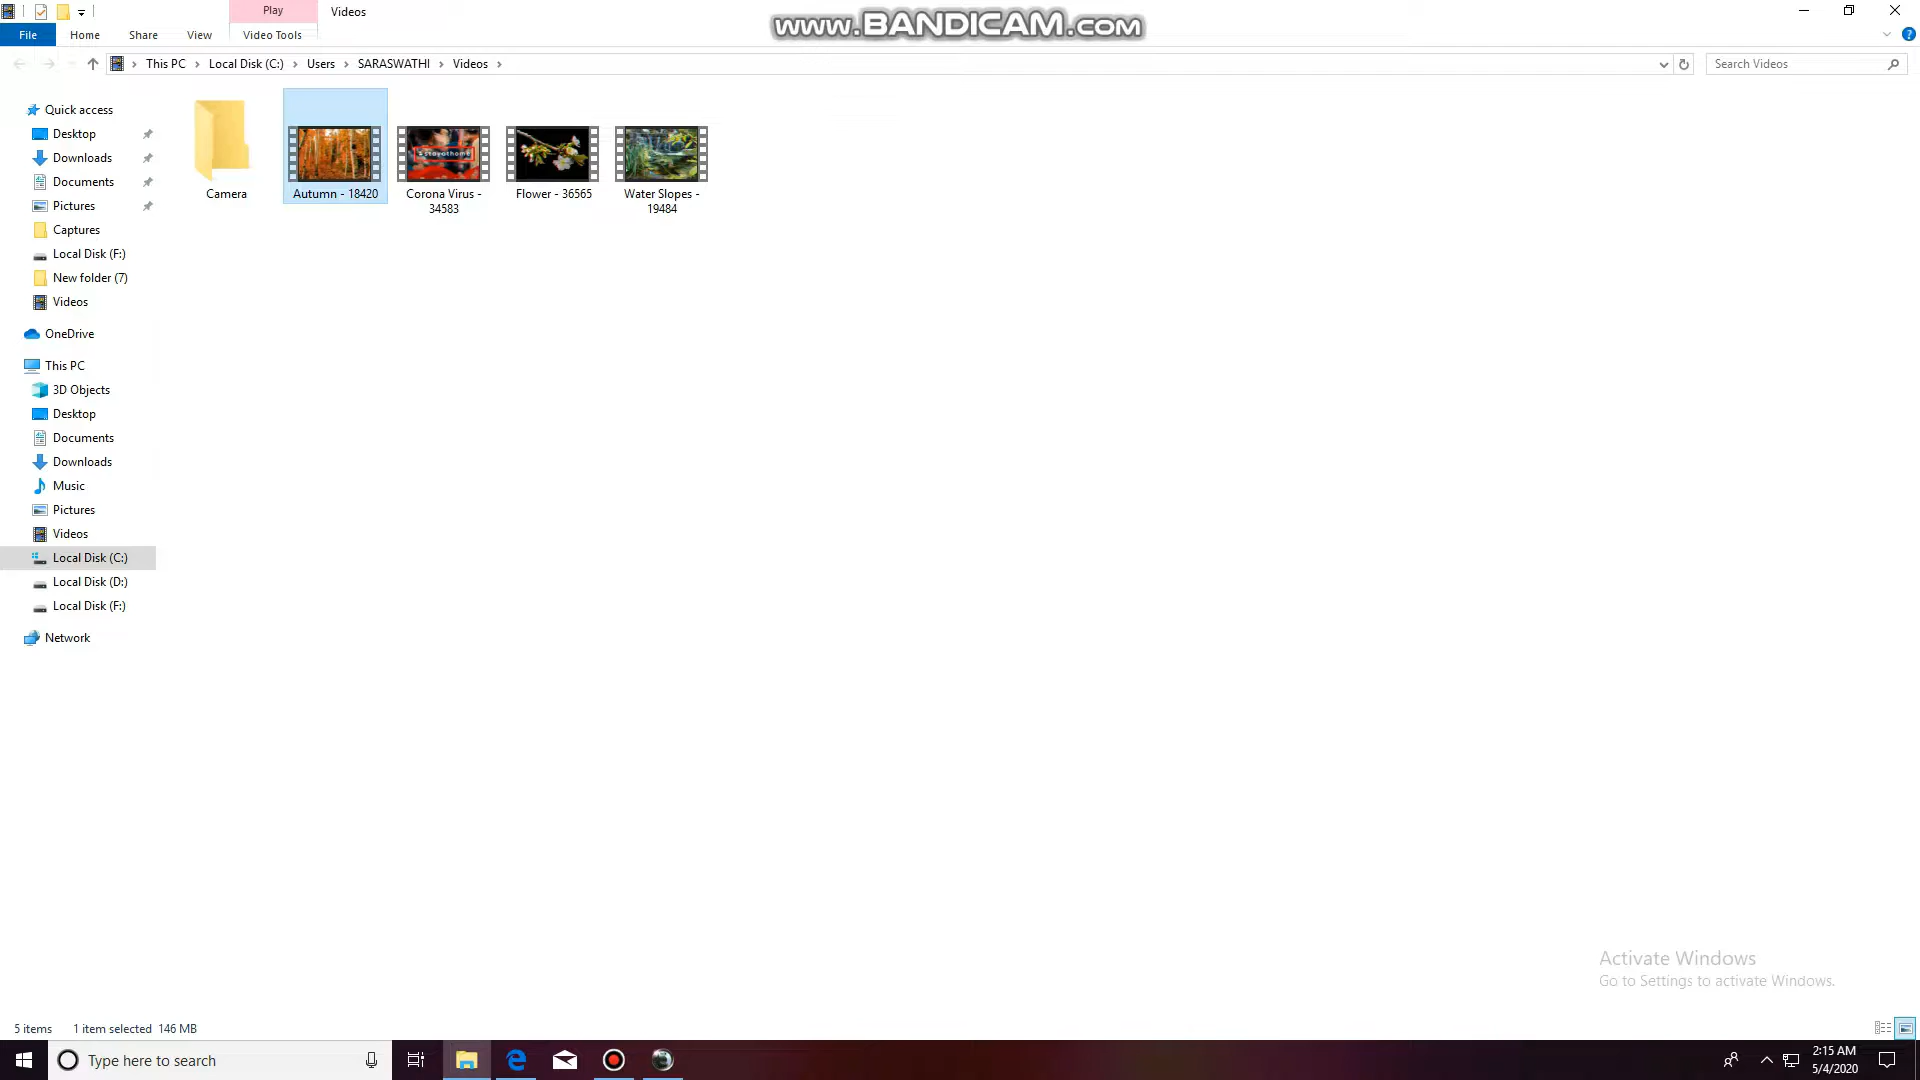 Play
Videos
www.BANDICAM.com
File
Home
Share
View
Video Tools
This PC
Local Disk (C:)
Users
SARASWATHI
Videos
Search Videos
Quick access
Desktop
Downloads
Documents
Pictures
Captures
Local Disk (F:)
New folder (7)
Videos
OneDrive
This PC
3D Objects
Desktop
Documents
Downloads
Music
Pictures
Videos
Local Disk (C:)
Local Disk (D:)
Local Disk (F:)
Network
Camera
Autumn - 18420
#stayathome
Corona Virus -
34583
Flower - 36565
Water Slopes -
19484
Activate Windows
Go to Settings to activate Windows.
5 items
1 item selected 146 MB
Type here to search
2:15 AM
5/4/2020